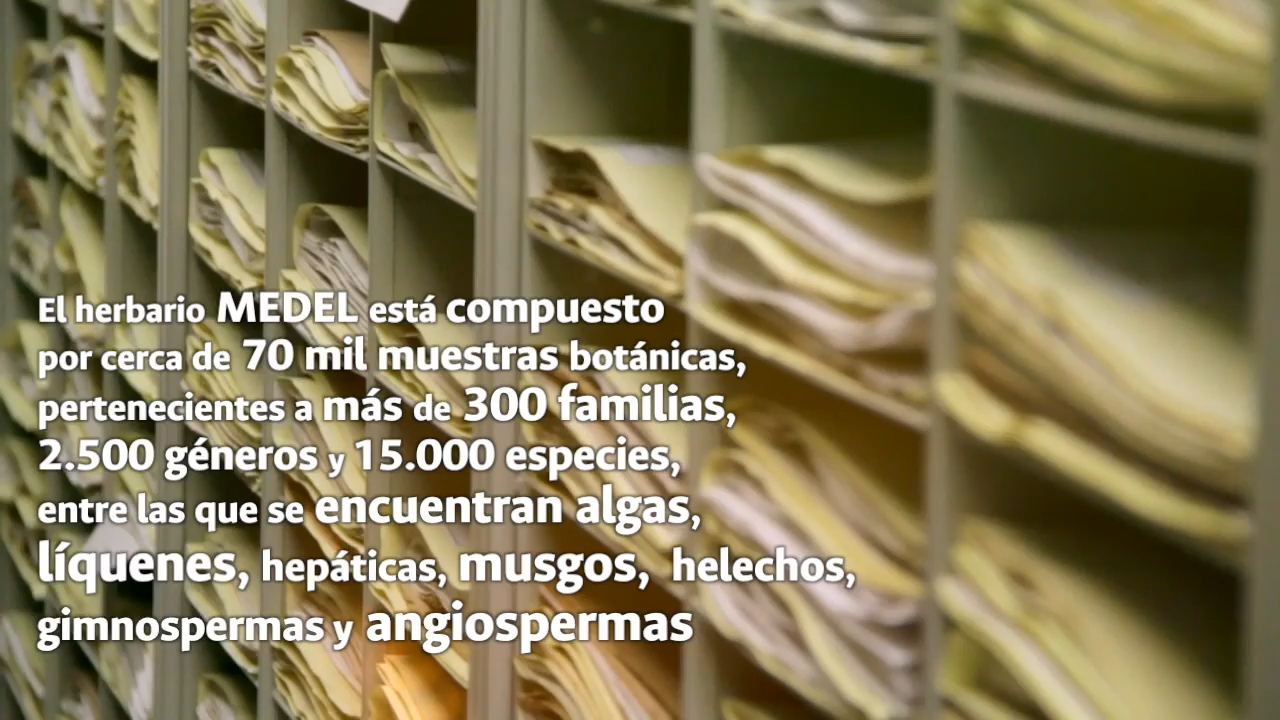 El herbario MEDEL está compuesto
por cerca de 70 mil muestras botánicas,
pertenecientes a más de 300 familias,
2.500 géneros y 15.000 especies,
entre las que se encuentran algas,
líquenes, hepáticas, musgos, helechos,
gimnospermas y angiospermas